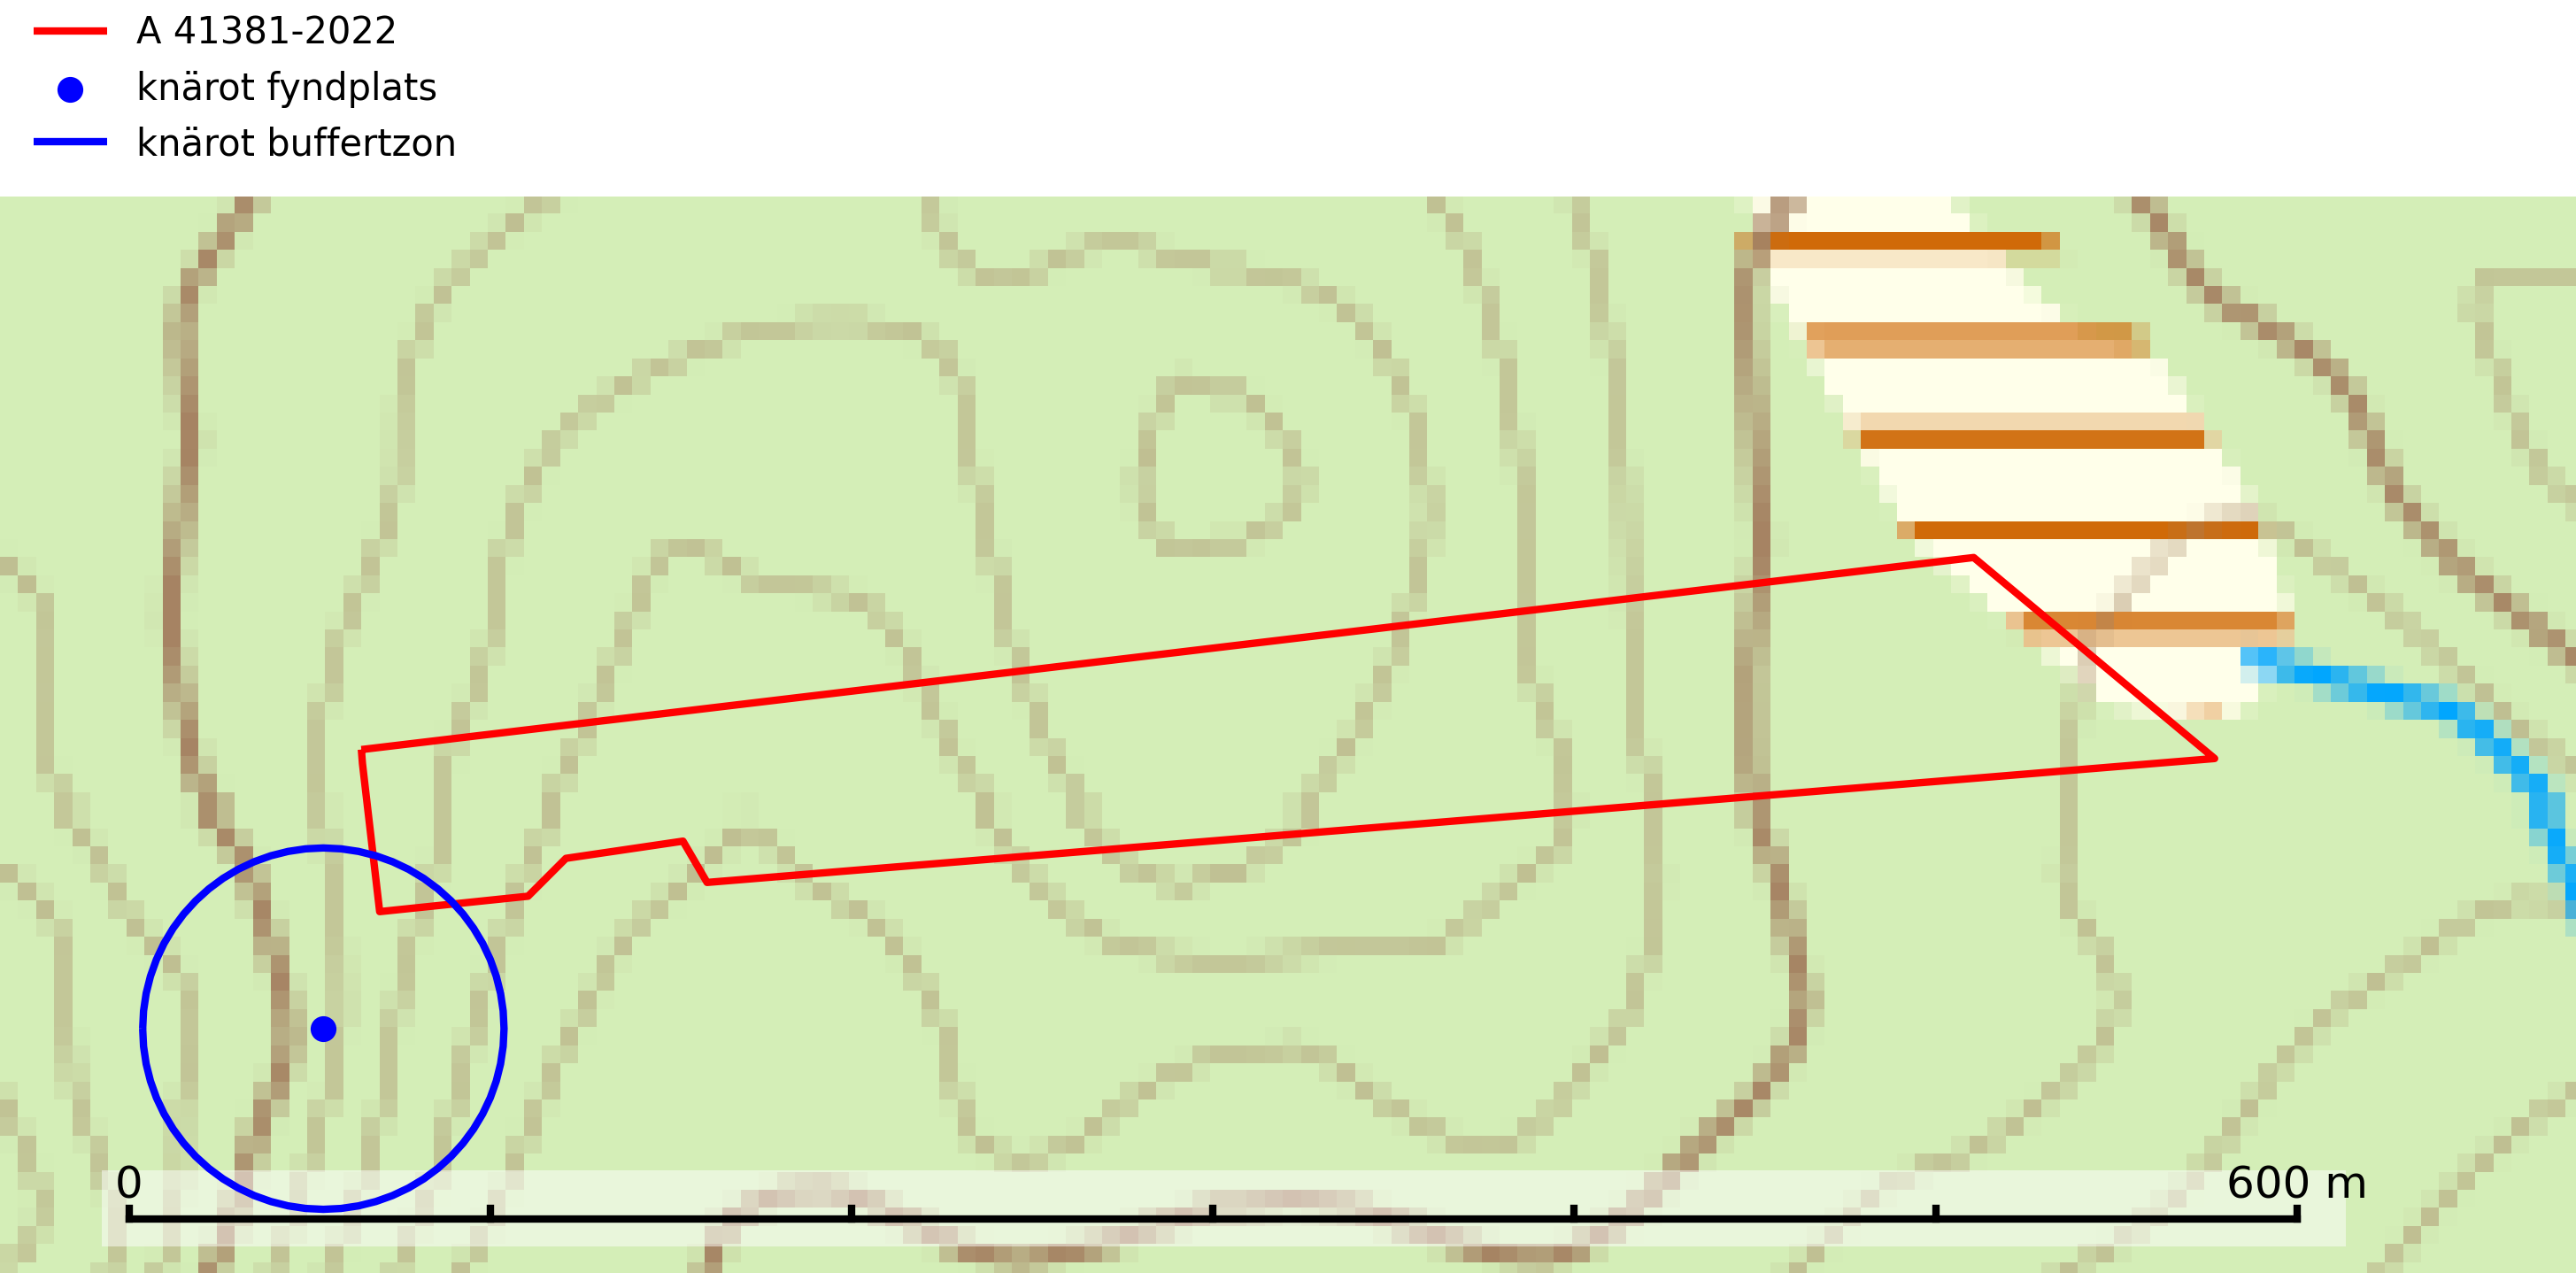 A 41381-2022
knärot fyndplats
knärot buffertzon
0 600 m